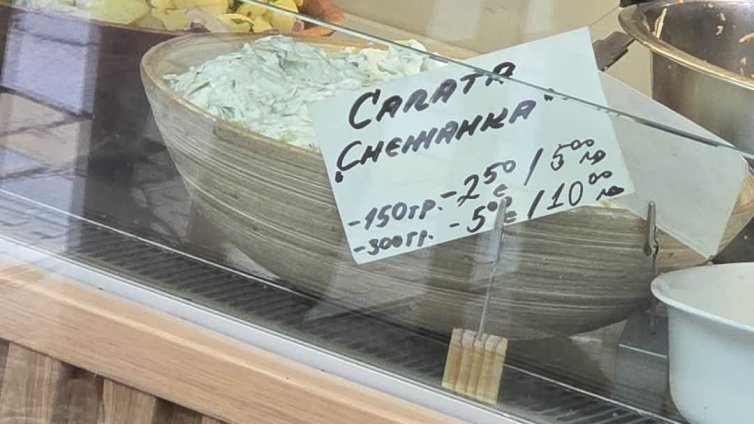 САЛАТА
„СНЕЖАНКА"
-150гр. - 2⁵⁰ € / 5⁰⁰ лв
-300гр. - 5⁰⁰ € / 10⁰⁰ лв